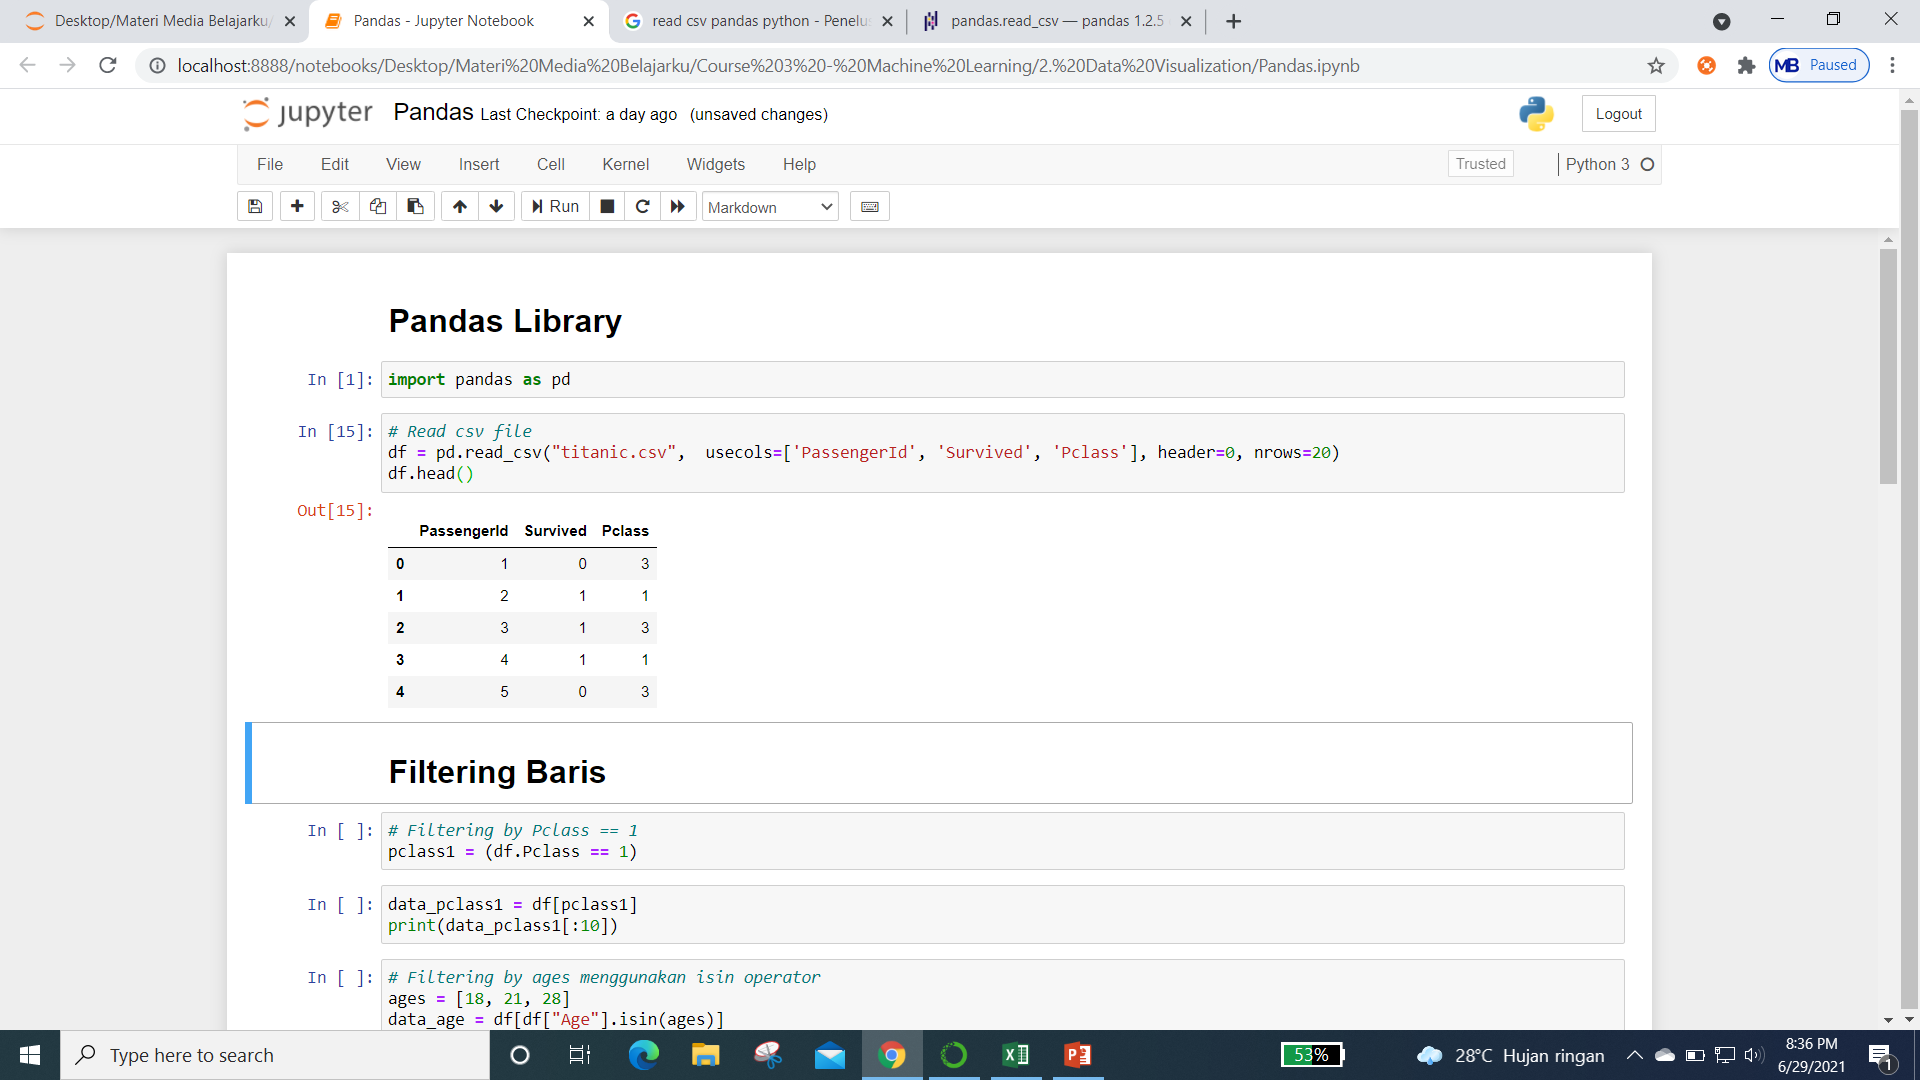 Desktop/Materi Media Belajarku/
Pandas - Jupyter Notebook
read csv pandas python - Penelu
pandas.read_csv — pandas 1.2.5
localhost:8888/notebooks/Desktop/Materi%20Media%20Belajarku/Course%203%20-%20Machine%20Learning/2.%20Data%20Visualization/Pandas.ipynb
MB Paused
jupyter Pandas Last Checkpoint: a day ago (unsaved changes)
Logout
File Edit View Insert Cell Kernel Widgets Help
Trusted Python 3
Run Markdown
Pandas Library
In [1]: import pandas as pd
In [15]: # Read csv file
df = pd.read_csv("titanic.csv",  usecols=['PassengerId', 'Survived', 'Pclass'], header=0, nrows=20)
df.head()
Out[15]:
PassengerId Survived Pclass
0 1 0 3
1 2 1 1
2 3 1 3
3 4 1 1
4 5 0 3
Filtering Baris
In [ ]: # Filtering by Pclass == 1
pclass1 = (df.Pclass == 1)
In [ ]: data_pclass1 = df[pclass1]
print(data_pclass1[:10])
In [ ]: # Filtering by ages menggunakan isin operator
ages = [18, 21, 28]
data_age = df[df["Age"].isin(ages)]
Type here to search
53%
28°C Hujan ringan
8:36 PM
6/29/2021
1